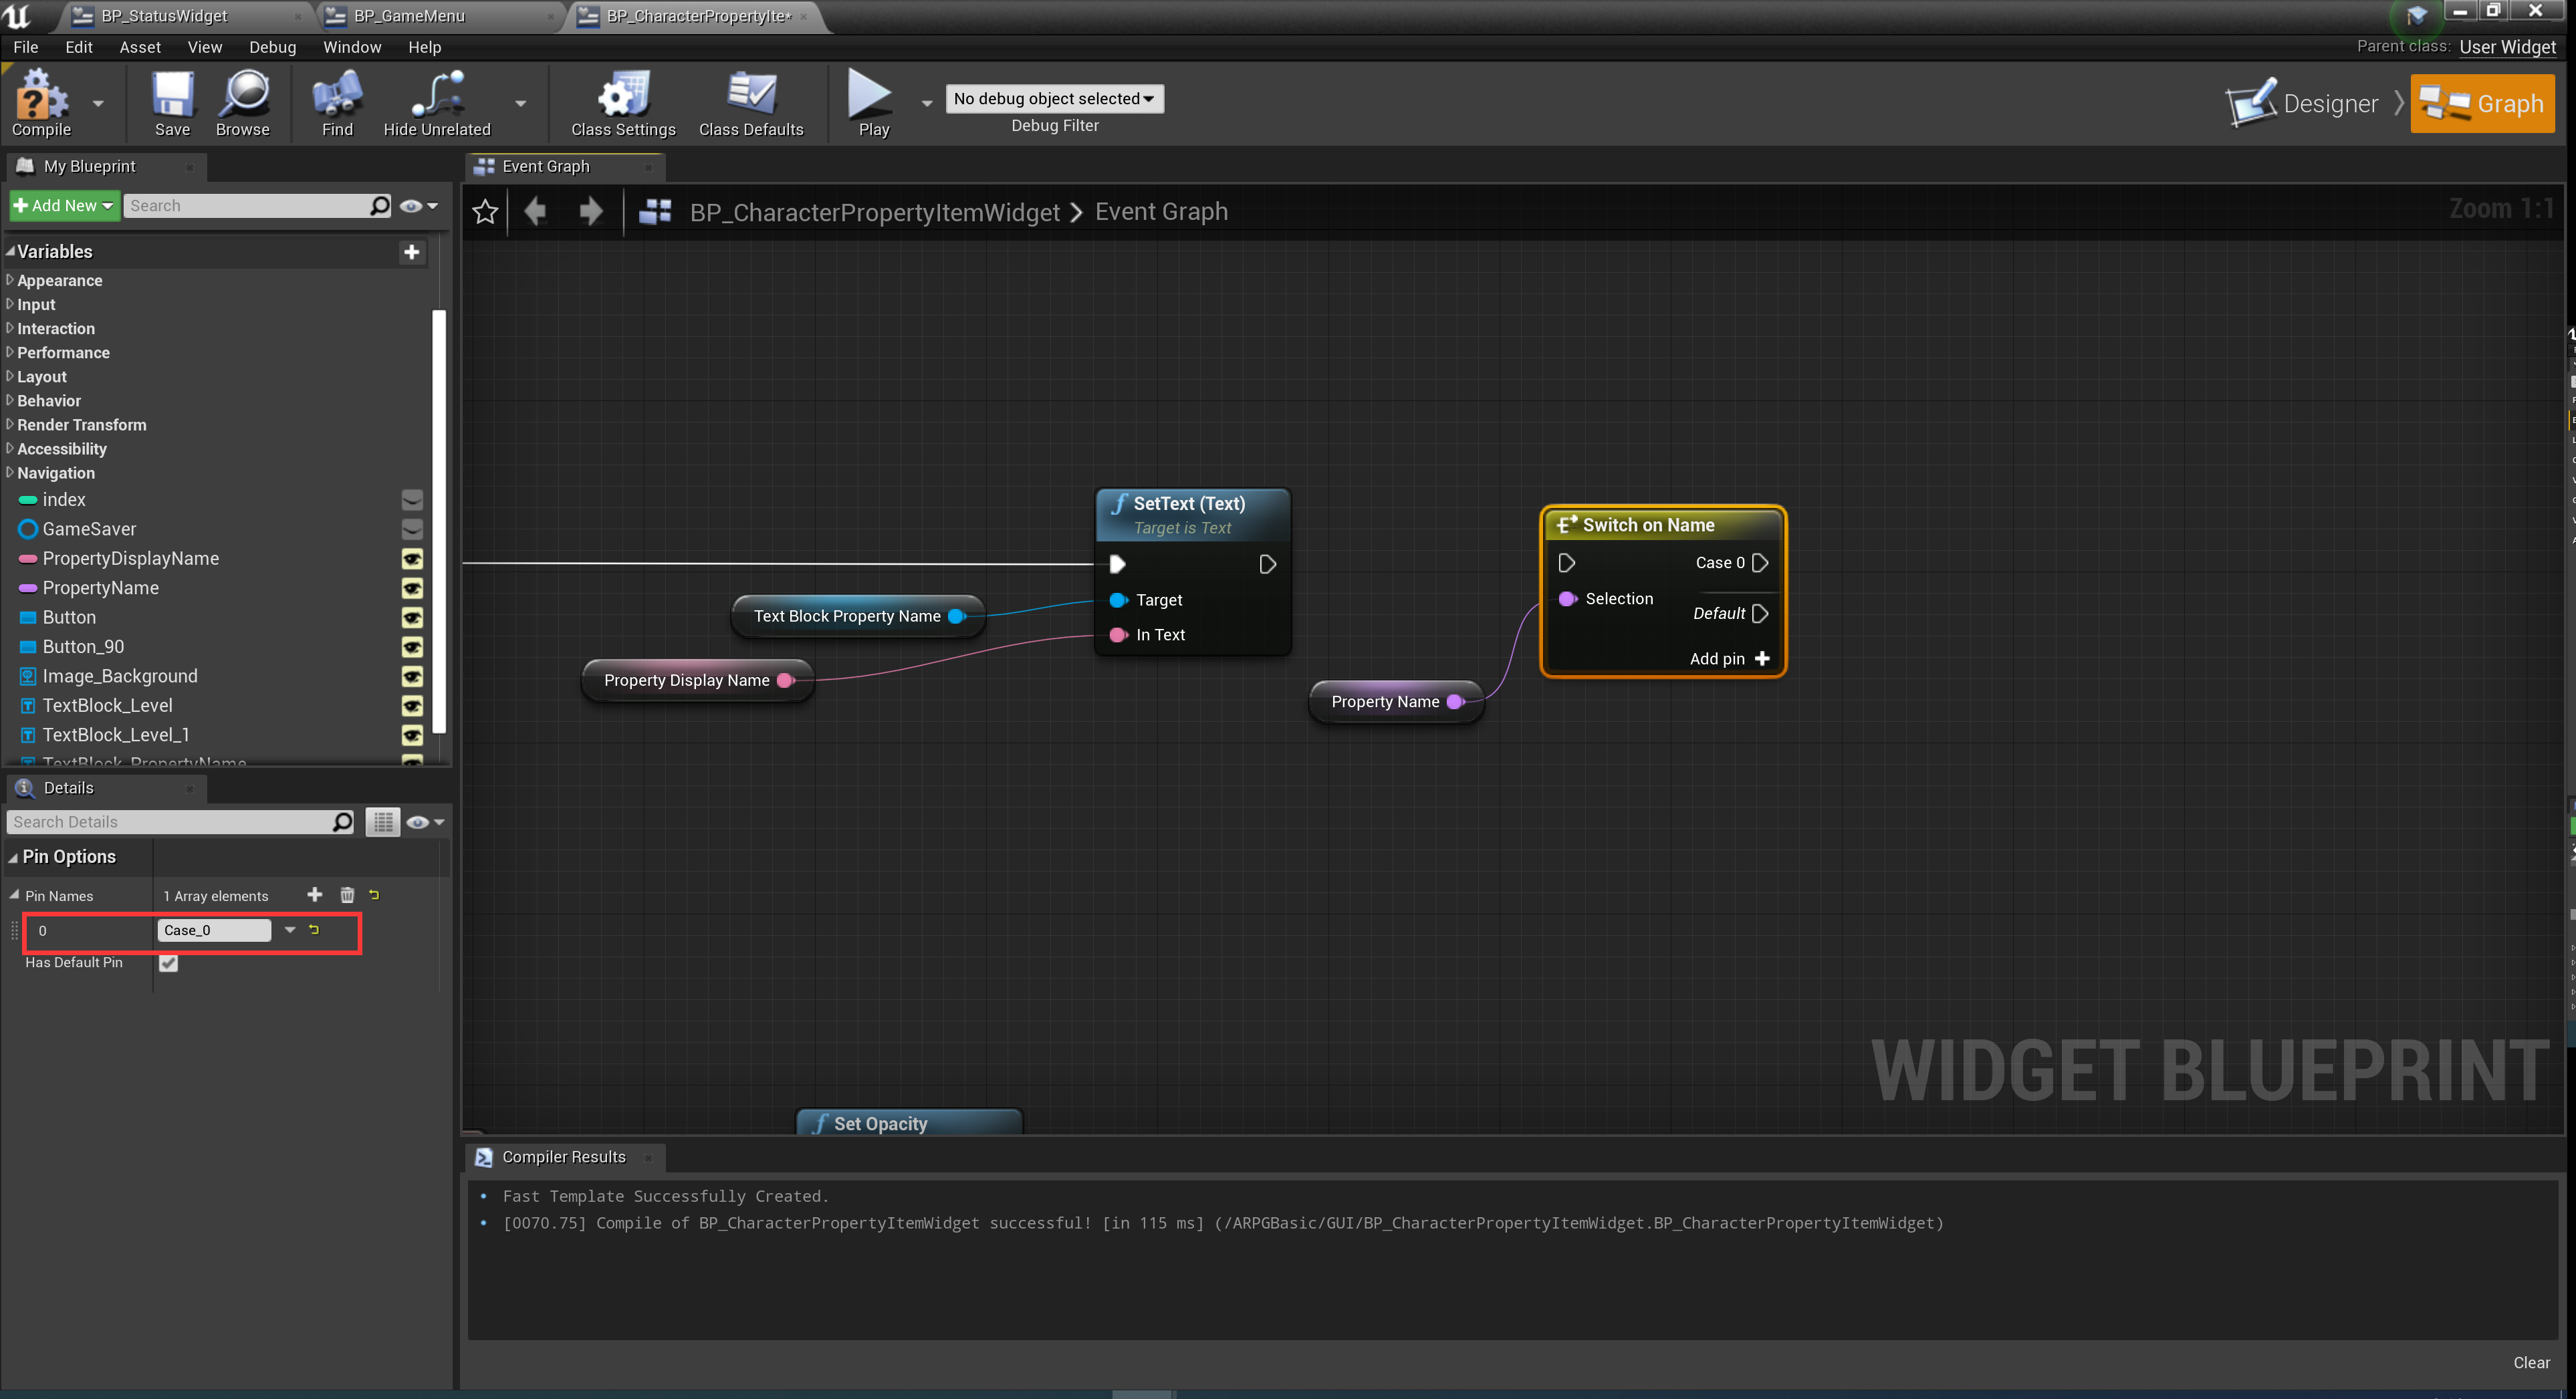 BP_StatusWidget
BP_GameMenu
BP_CharacterPropertyIte*
File Edit Asset View Debug Window Help
Parent class: User Widget
Compile
Save
Browse
Find
Hide Unrelated
Class Settings
Class Defaults
Play
No debug object selected
Debug Filter
Designer
Graph
My Blueprint
Event Graph
Add New
Search
BP_CharacterPropertyItemWidget > Event Graph
Zoom 1:1
Variables
Appearance
Input
Interaction
Performance
Layout
Behavior
Render Transform
Accessibility
Navigation
index
GameSaver
PropertyDisplayName
PropertyName
Button
Button_90
Image_Background
TextBlock_Level
TextBlock_Level_1
TextBlock_PropertyName
SetText (Text)
Target is Text
Target
In Text
Text Block Property Name
Property Display Name
Switch on Name
Case 0
Selection
Default
Add pin
Property Name
Details
Search Details
Pin Options
Pin Names 1 Array elements
0 Case_0
Has Default Pin
Set Opacity
WIDGET BLUEPRINT
Compiler Results
• Fast Template Successfully Created.
• [0070.75] Compile of BP_CharacterPropertyItemWidget successful! [in 115 ms] (/ARPGBasic/GUI/BP_CharacterPropertyItemWidget.BP_CharacterPropertyItemWidget)
Clear